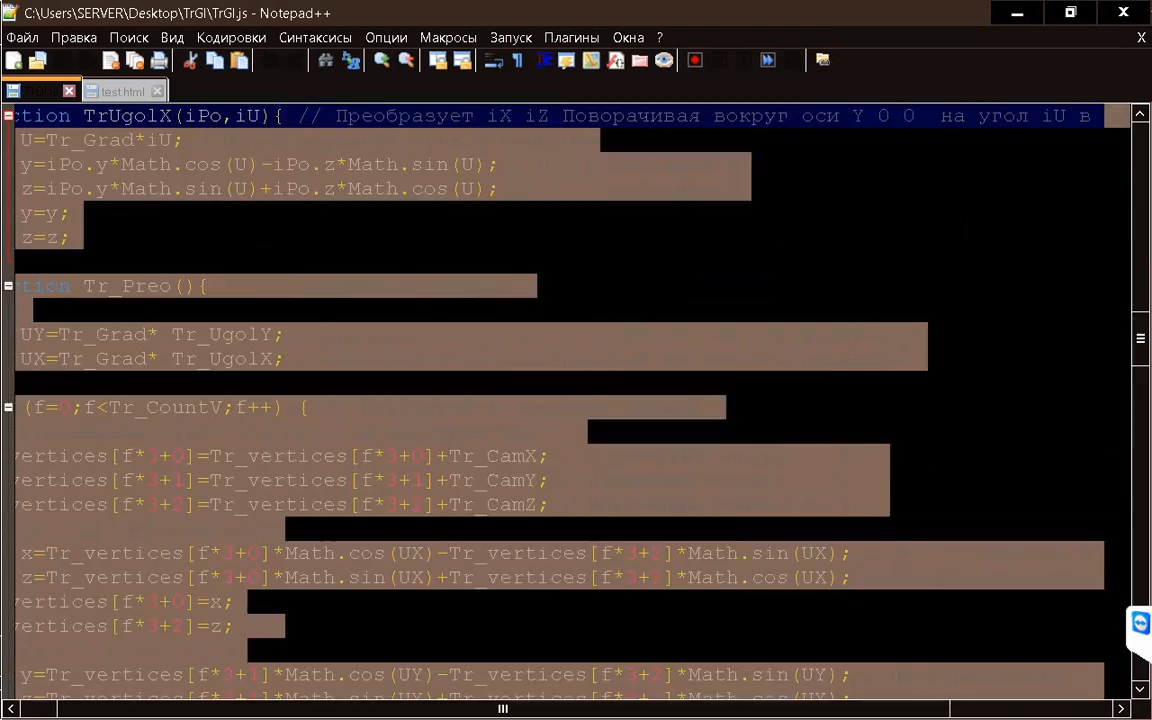 C:\Users\SERVER\Desktop\TrGl\TrGl.js - Notepad++
Файл Правка Поиск Вид Кодировки Синтаксисы Опции Макросы Запуск Плагины Окна ? X
test.html
ction TrUgolX(iPo,iU){ // Преобразует iX iZ Поворачивая вокруг оси Y 0 0 на угол iU в
U=Tr_Grad*iU;
y=iPo.y*Math.cos(U)-iPo.z*Math.sin(U);
z=iPo.y*Math.sin(U)+iPo.z*Math.cos(U);
y=y;
z=z;
ction Tr_Preo(){
UY=Tr_Grad* Tr_UgolY;
UX=Tr_Grad* Tr_UgolX;
(f=0;f<Tr_CountV;f++) {
vertices[f*3+0]=Tr_vertices[f*3+0]+Tr_CamX;
vertices[f*3+1]=Tr_vertices[f*3+1]+Tr_CamY;
vertices[f*3+2]=Tr_vertices[f*3+2]+Tr_CamZ;
x=Tr_vertices[f*3+0]*Math.cos(UX)-Tr_vertices[f*3+2]*Math.sin(UX);
z=Tr_vertices[f*3+0]*Math.sin(UX)+Tr_vertices[f*3+2]*Math.cos(UX);
vertices[f*3+0]=x;
vertices[f*3+2]=z;
y=Tr_vertices[f*3+1]*Math.cos(UY)-Tr_vertices[f*3+2]*Math.sin(UY);